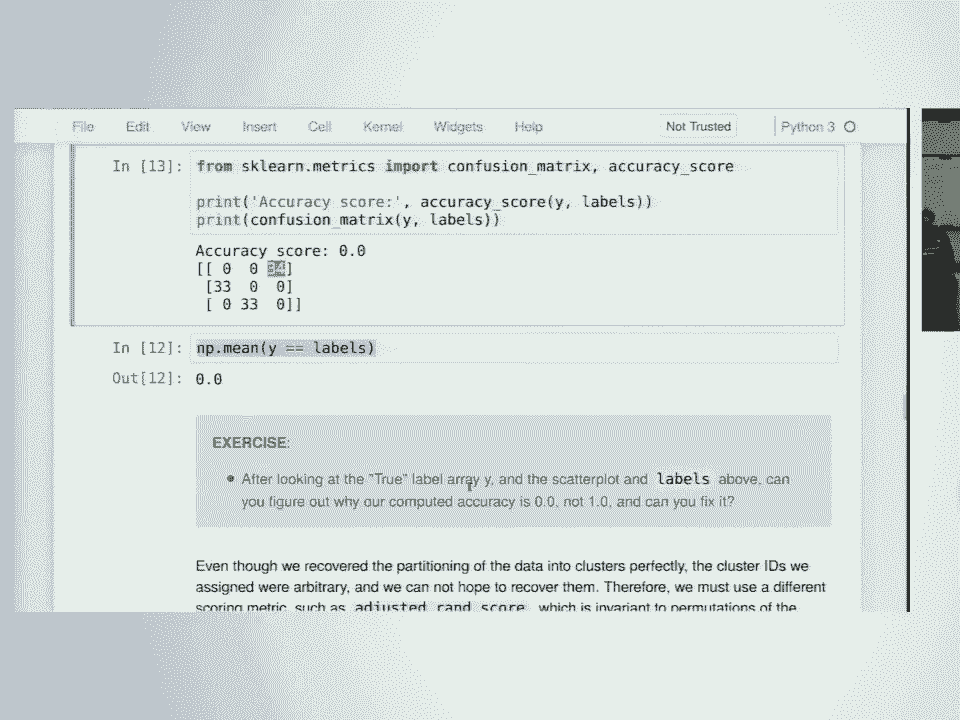 File Edit View Insert Cell Kernel Widgets Help Not Trusted Python 3
In [13]: from sklearn.metrics import confusion_matrix, accuracy_score
print('Accuracy score:', accuracy_score(y, labels))
print(confusion_matrix(y, labels))
Accuracy score: 0.0
[[ 0 0 34]
[33 0 0]
[ 0 33 0]]
In [12]: np.mean(y == labels)
Out[12]: 0.0
EXERCISE:
• After looking at the "True" label array y, and the scatterplot and labels above, can
you figure out why our computed accuracy is 0.0, not 1.0, and can you fix it?
Even though we recovered the partitioning of the data into clusters perfectly, the cluster IDs we
assigned were arbitrary, and we can not hope to recover them. Therefore, we must use a different
scoring metric, such as adjusted_rand_score, which is invariant to permutations of the